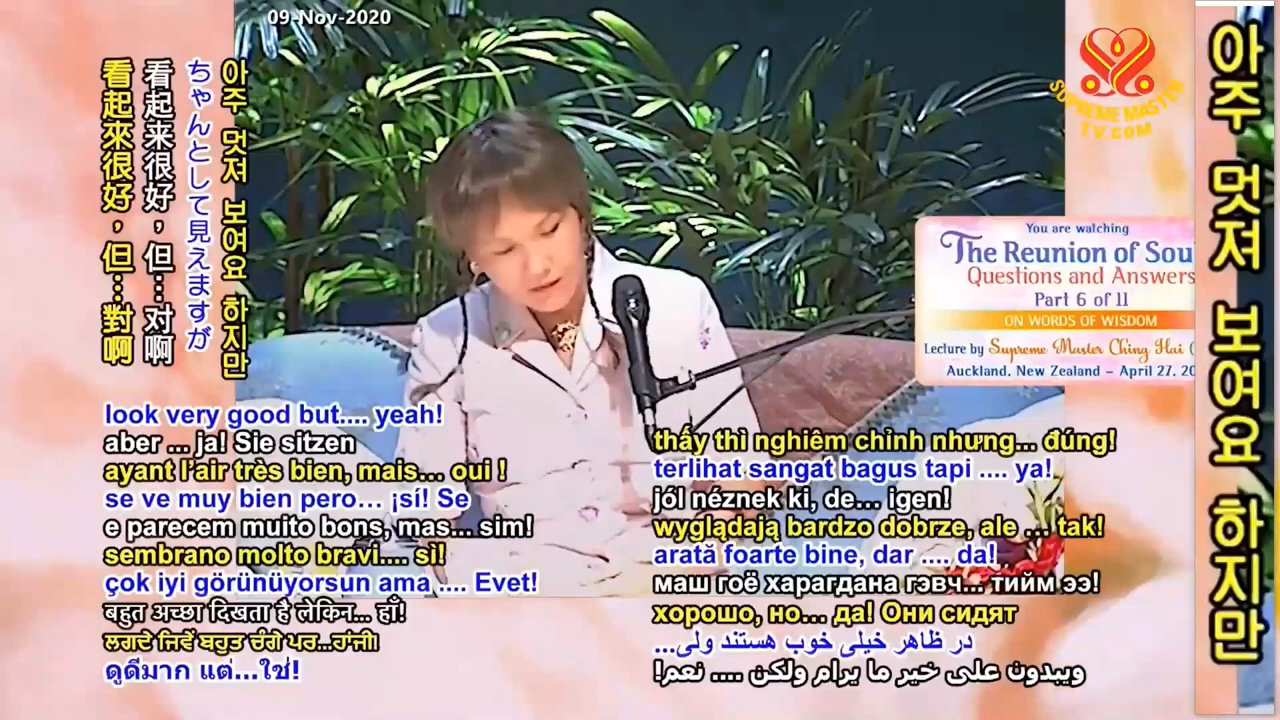 09-Nov-2020
SUPREME MASTER
TV.COM
아주 멋져 보여요 하지만
ちゃんとして見えますが
看起来很好，但…对啊
看起來很好，但…對啊
아주 멋져 보여요 하지만
You are watching
The Reunion of Sou
Questions and Answers
Part 6 of 11
ON WORDS OF WISDOM
Lecture by Supreme Master Ching Hai (
Auckland, New Zealand – April 27, 20
look very good but.... yeah!
aber ... ja! Sie sitzen
ayant l’air très bien, mais... oui !
se ve muy bien pero… ¡sí! Se
e parecem muito bons, mas... sim!
sembrano molto bravi.... sì!
çok iyi görünüyorsun ama .... Evet!
बहुत अच्छा दिखता है लेकिन... हाँ!
ਲਗਦੇ ਜਿਵੇਂ ਬਹੁਤ ਚੰਗੇ ਪਰ...ਹਾਂਜੀ।
ดูดีมาก แต่...ใช่!
thấy thì nghiêm chỉnh nhưng... đúng!
terlihat sangat bagus tapi .... ya!
jól néznek ki, de... igen!
wyglądają bardzo dobrze, ale ... tak!
arată foarte bine, dar .... da!
маш гоё харагдана гэвч... тийм ээ!
хорошо, но... да! Они сидят
در ظاهر خیلی خوب هستند ولی...
ويبدون على خير ما يرام ولكن .... نعم!